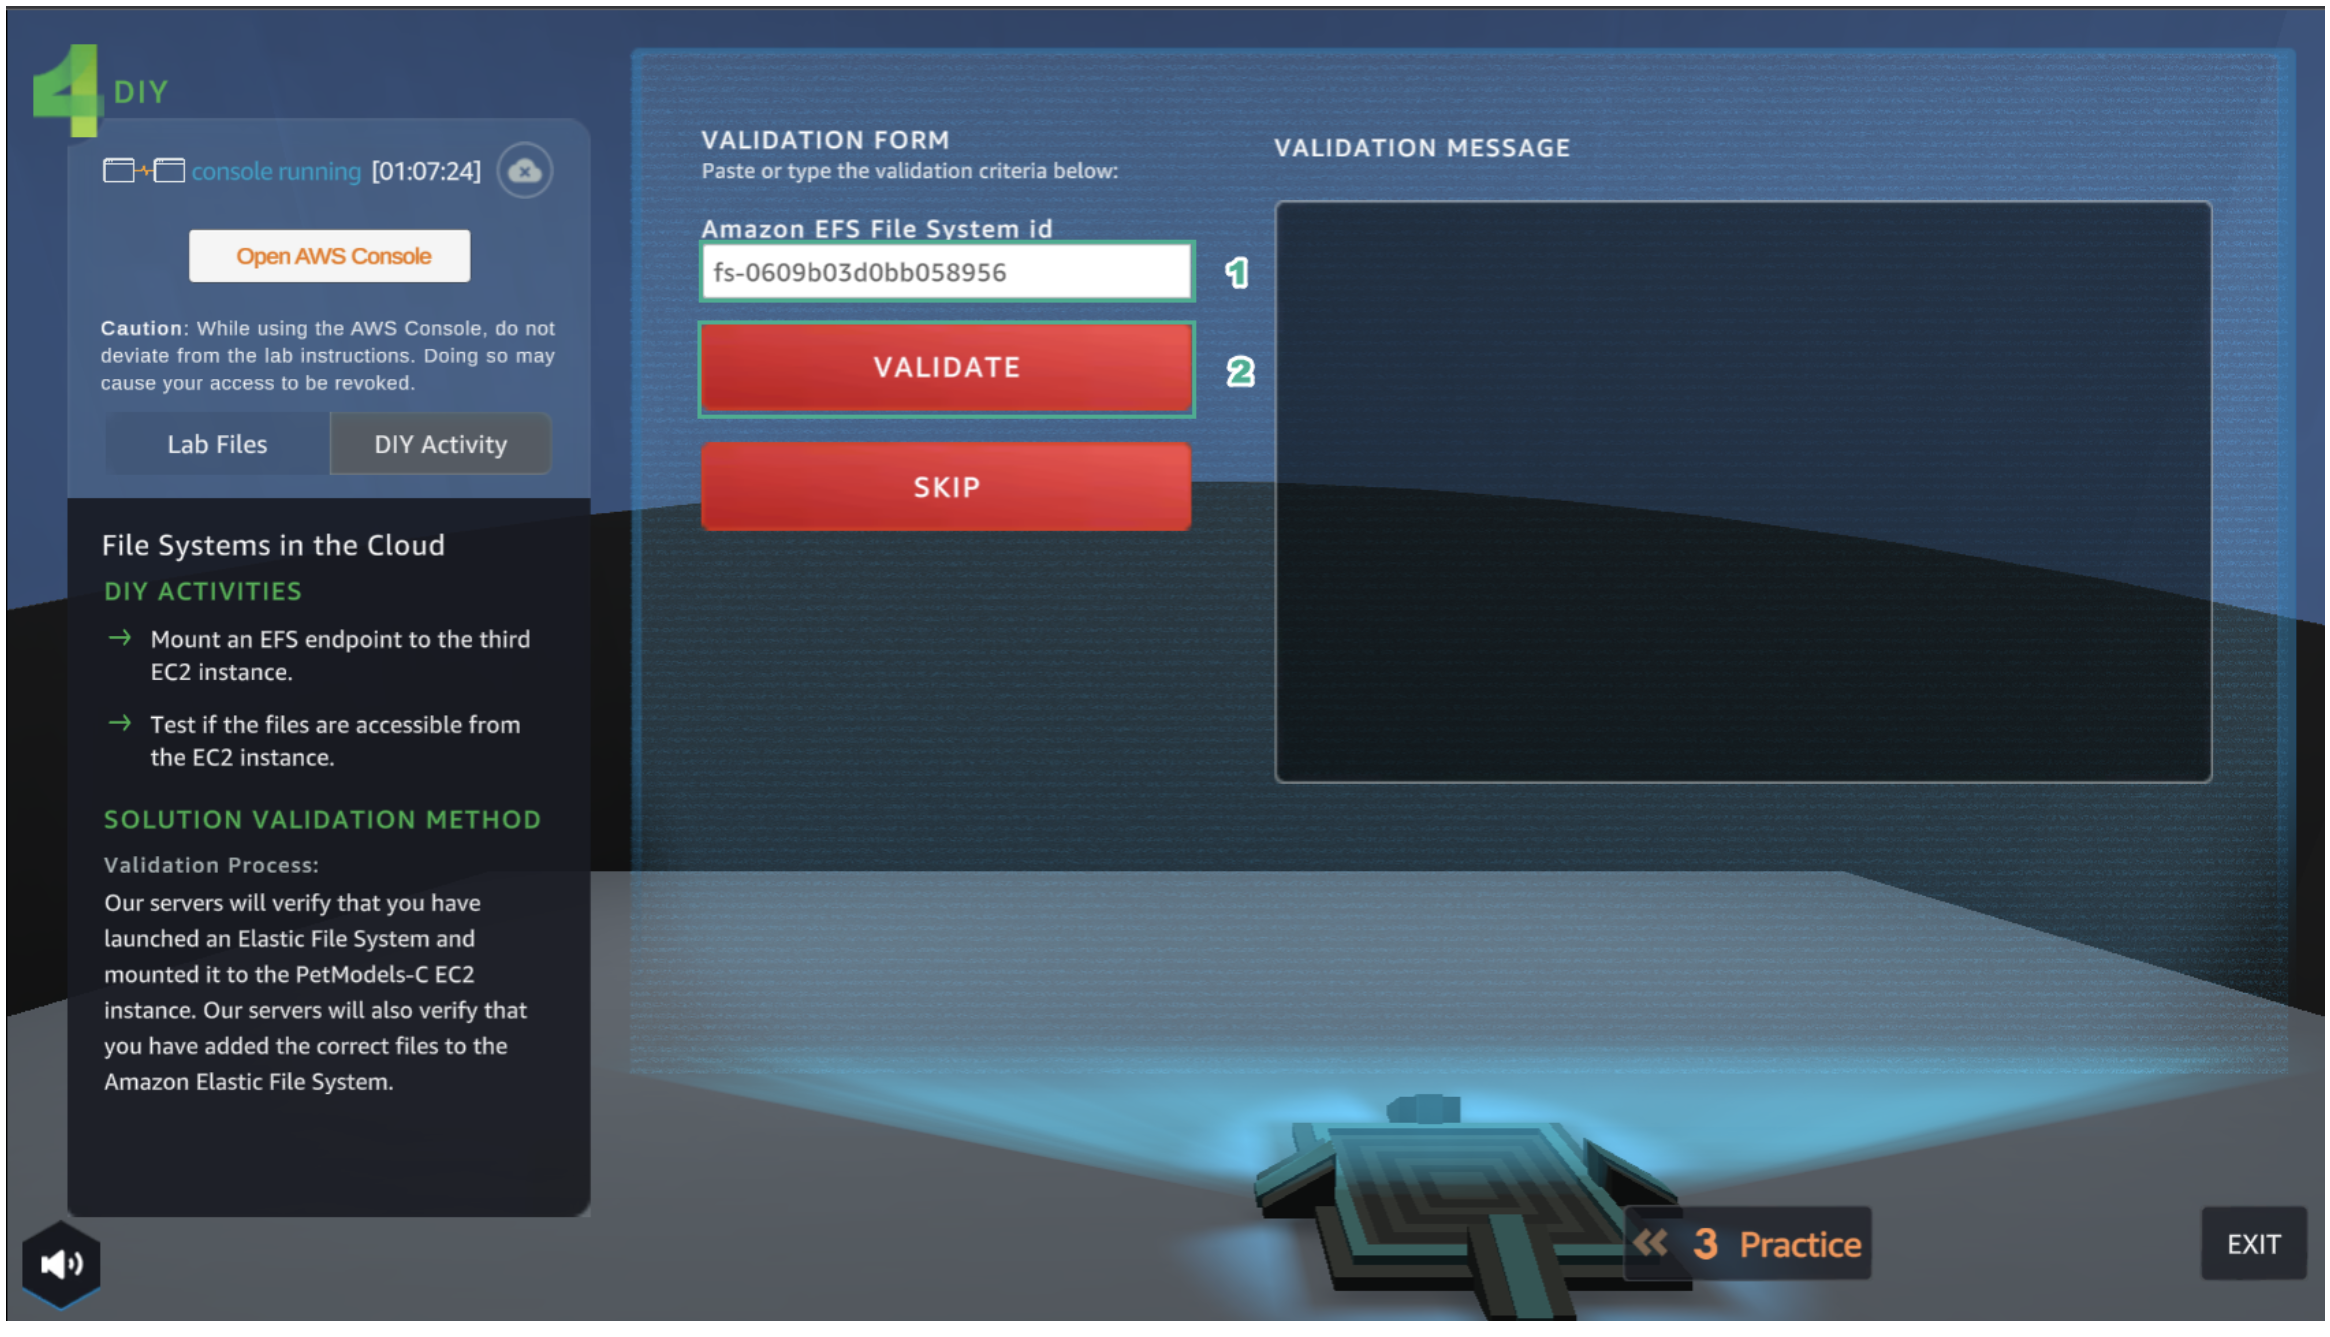 4 DIY
console running [01:07:24]
Open AWS Console
Caution: While using the AWS Console, do not
deviate from the lab instructions. Doing so may
cause your access to be revoked.
Lab Files
DIY Activity
File Systems in the Cloud
DIY ACTIVITIES
→ Mount an EFS endpoint to the third
EC2 instance.
→ Test if the files are accessible from
the EC2 instance.
SOLUTION VALIDATION METHOD
Validation Process:
Our servers will verify that you have
launched an Elastic File System and
mounted it to the PetModels-C EC2
instance. Our servers will also verify that
you have added the correct files to the
Amazon Elastic File System.
VALIDATION FORM
Paste or type the validation criteria below:
Amazon EFS File System id
fs-0609b03d0bb058956
1
VALIDATE
2
SKIP
VALIDATION MESSAGE
3 Practice
EXIT